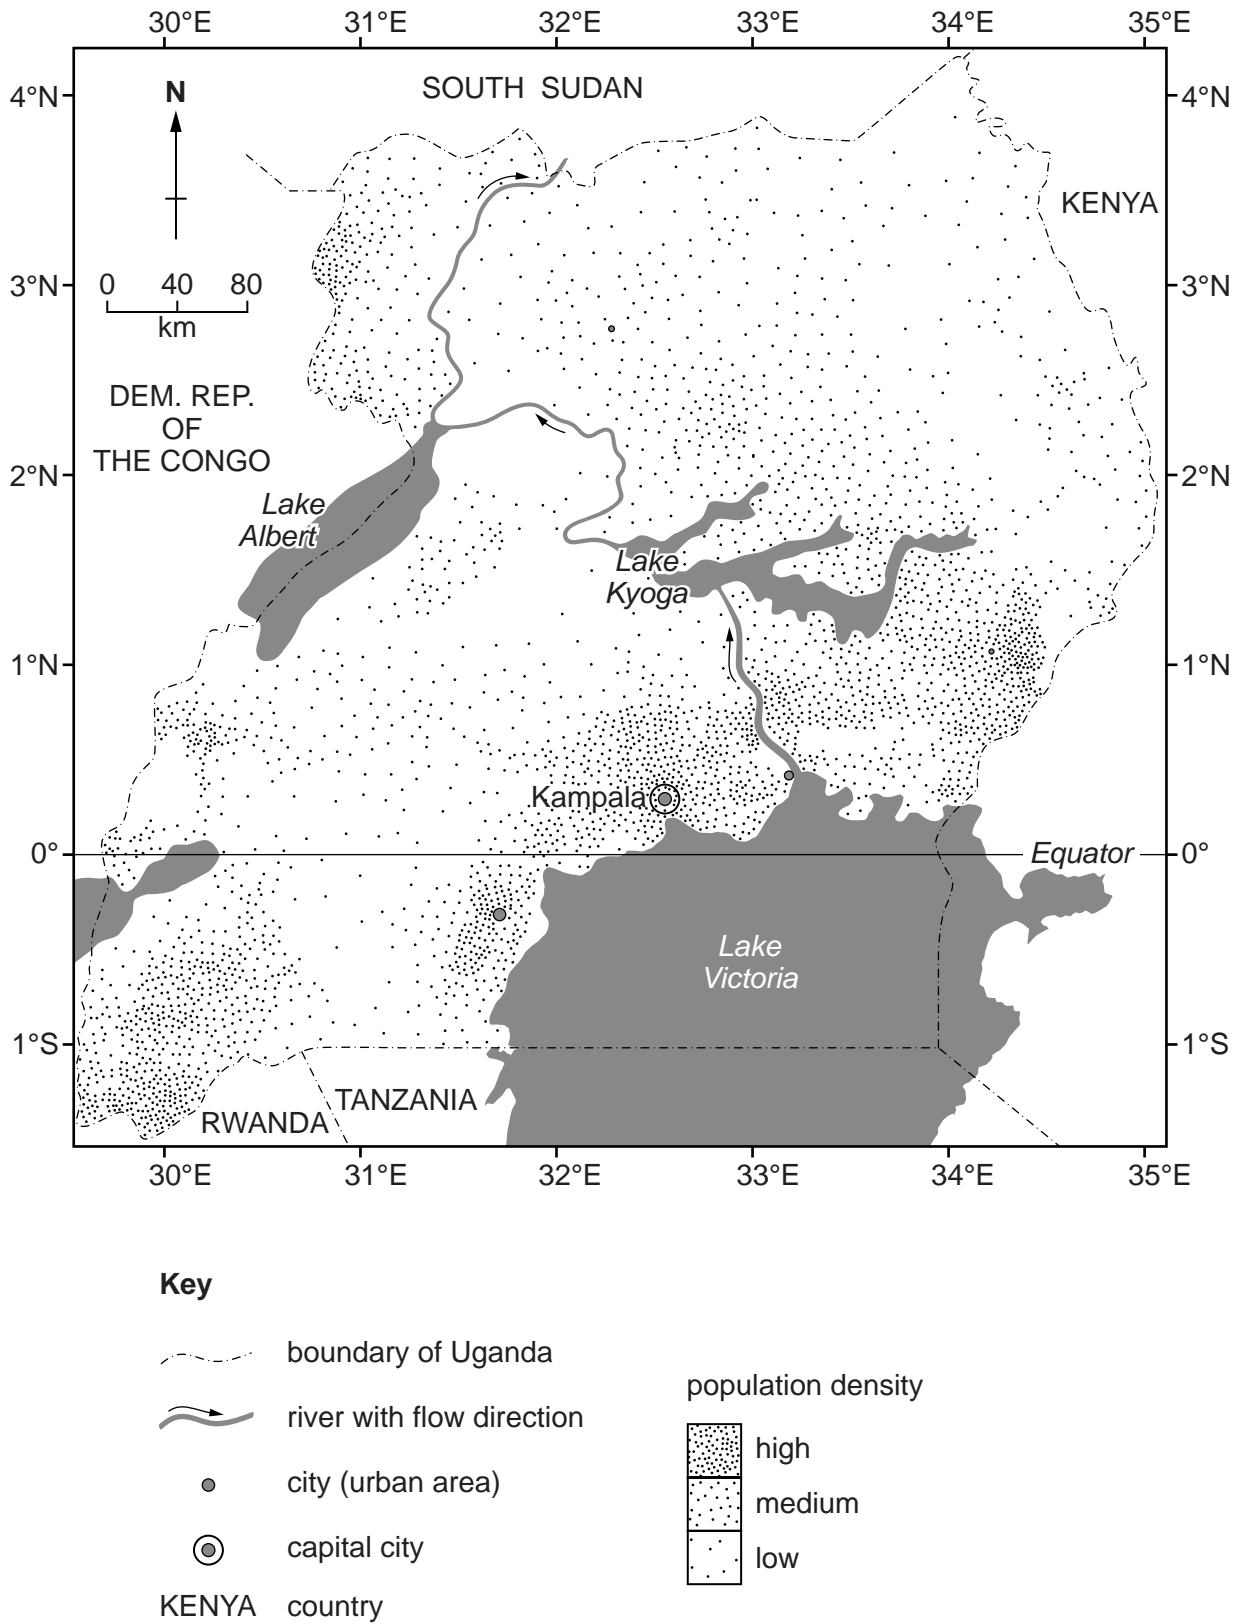 30°E 31°E 32°E 33°E 34°E 35°E
SOUTH SUDAN
4°N 4°N
N
KENYA
3°N 3°N
0 40 80
km
DEM. REP.
OF
THE CONGO
2°N 2°N
Lake
Albert
Lake
Kyoga
1°N 1°N
Kampala
0° Equator 0°
Lake
Victoria
1°S 1°S
TANZANIA
RWANDA
30°E 31°E 32°E 33°E 34°E 35°E
Key
boundary of Uganda
river with flow direction
city (urban area)
capital city
KENYA country
population density
high
medium
low